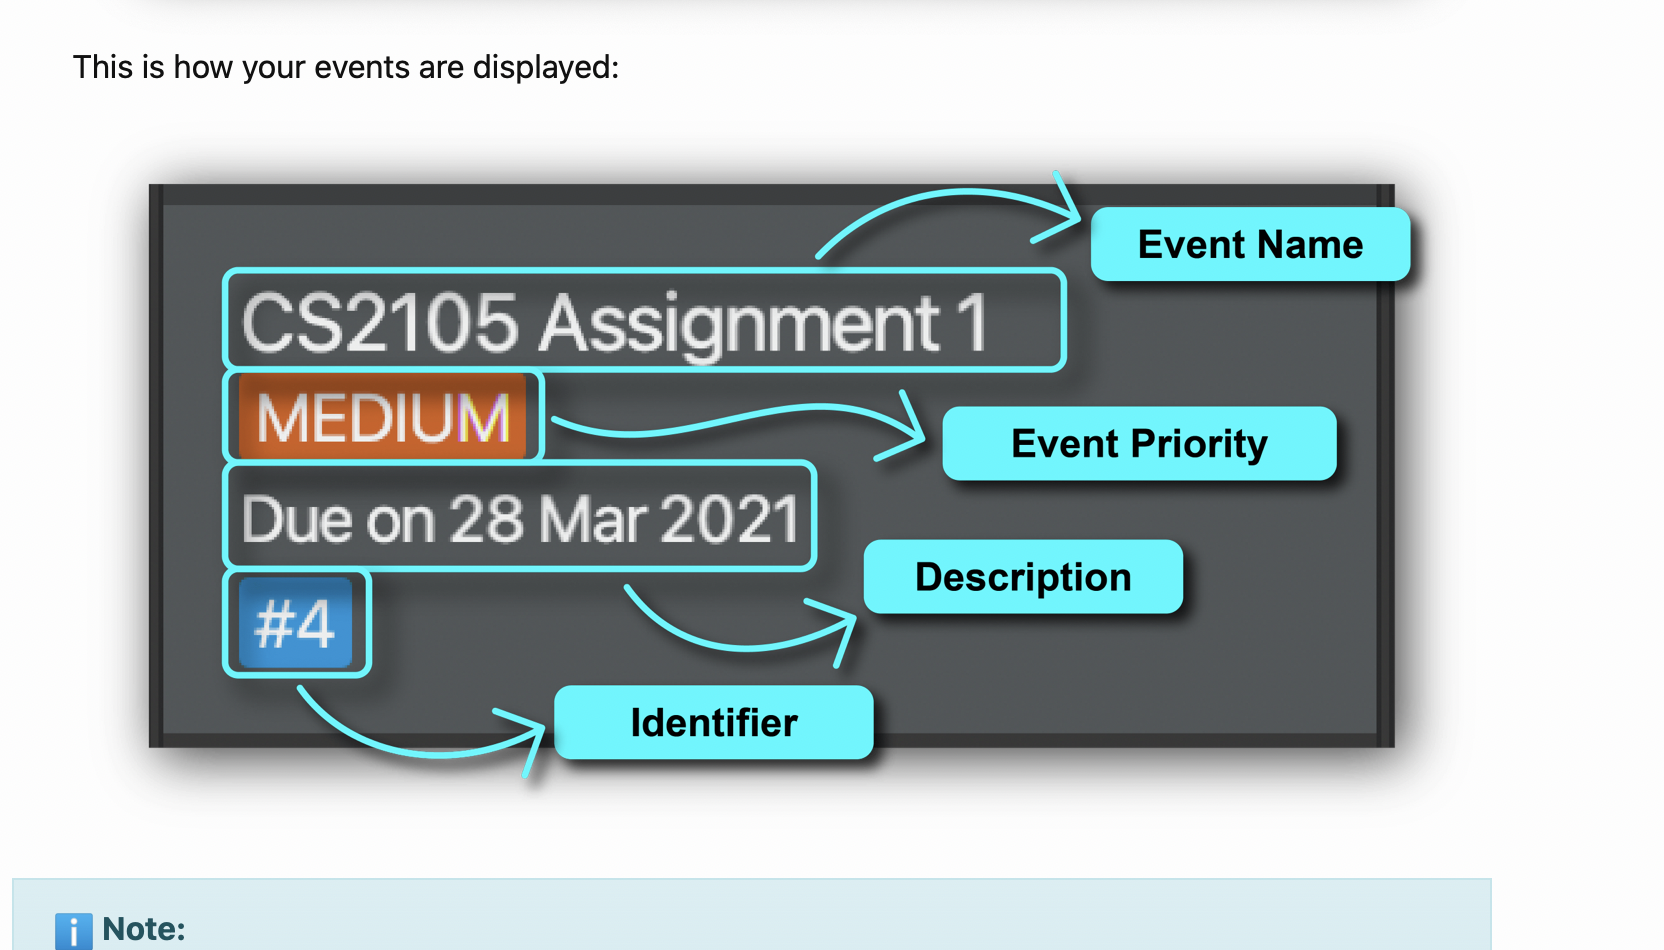 This is how your events are displayed:
Event Name
CS2105 Assignment 1
MEDIUM
Event Priority
Due on 28 Mar 2021
Description
#4
Identifier
i Note: